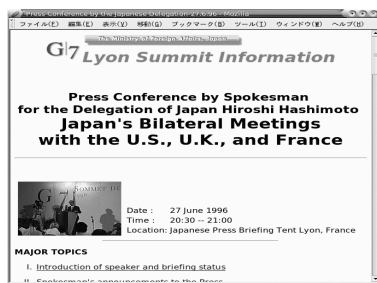 Press Conference by the Japanese Delegation-27.6.96- Mozilla
ファイル(F) 編集(E) 表示(V) 移動(G) ブックマーク(B) ツール(T) ウィンドウ(W) ヘルプ(H)
The Ministry of Foreign Affairs, Japan
G7 Lyon Summit Information
Press Conference by Spokesman
for the Delegation of Japan Hiroshi Hashimoto
Japan's Bilateral Meetings
with the U.S., U.K., and France
G 7 SOMMET
Date : 27 June 1996
Time : 20:30 -- 21:00
Location: Japanese Press Briefing Tent Lyon, France
MAJOR TOPICS
I. Introduction of speaker and briefing status
II. Spokesman's announcements to the Press